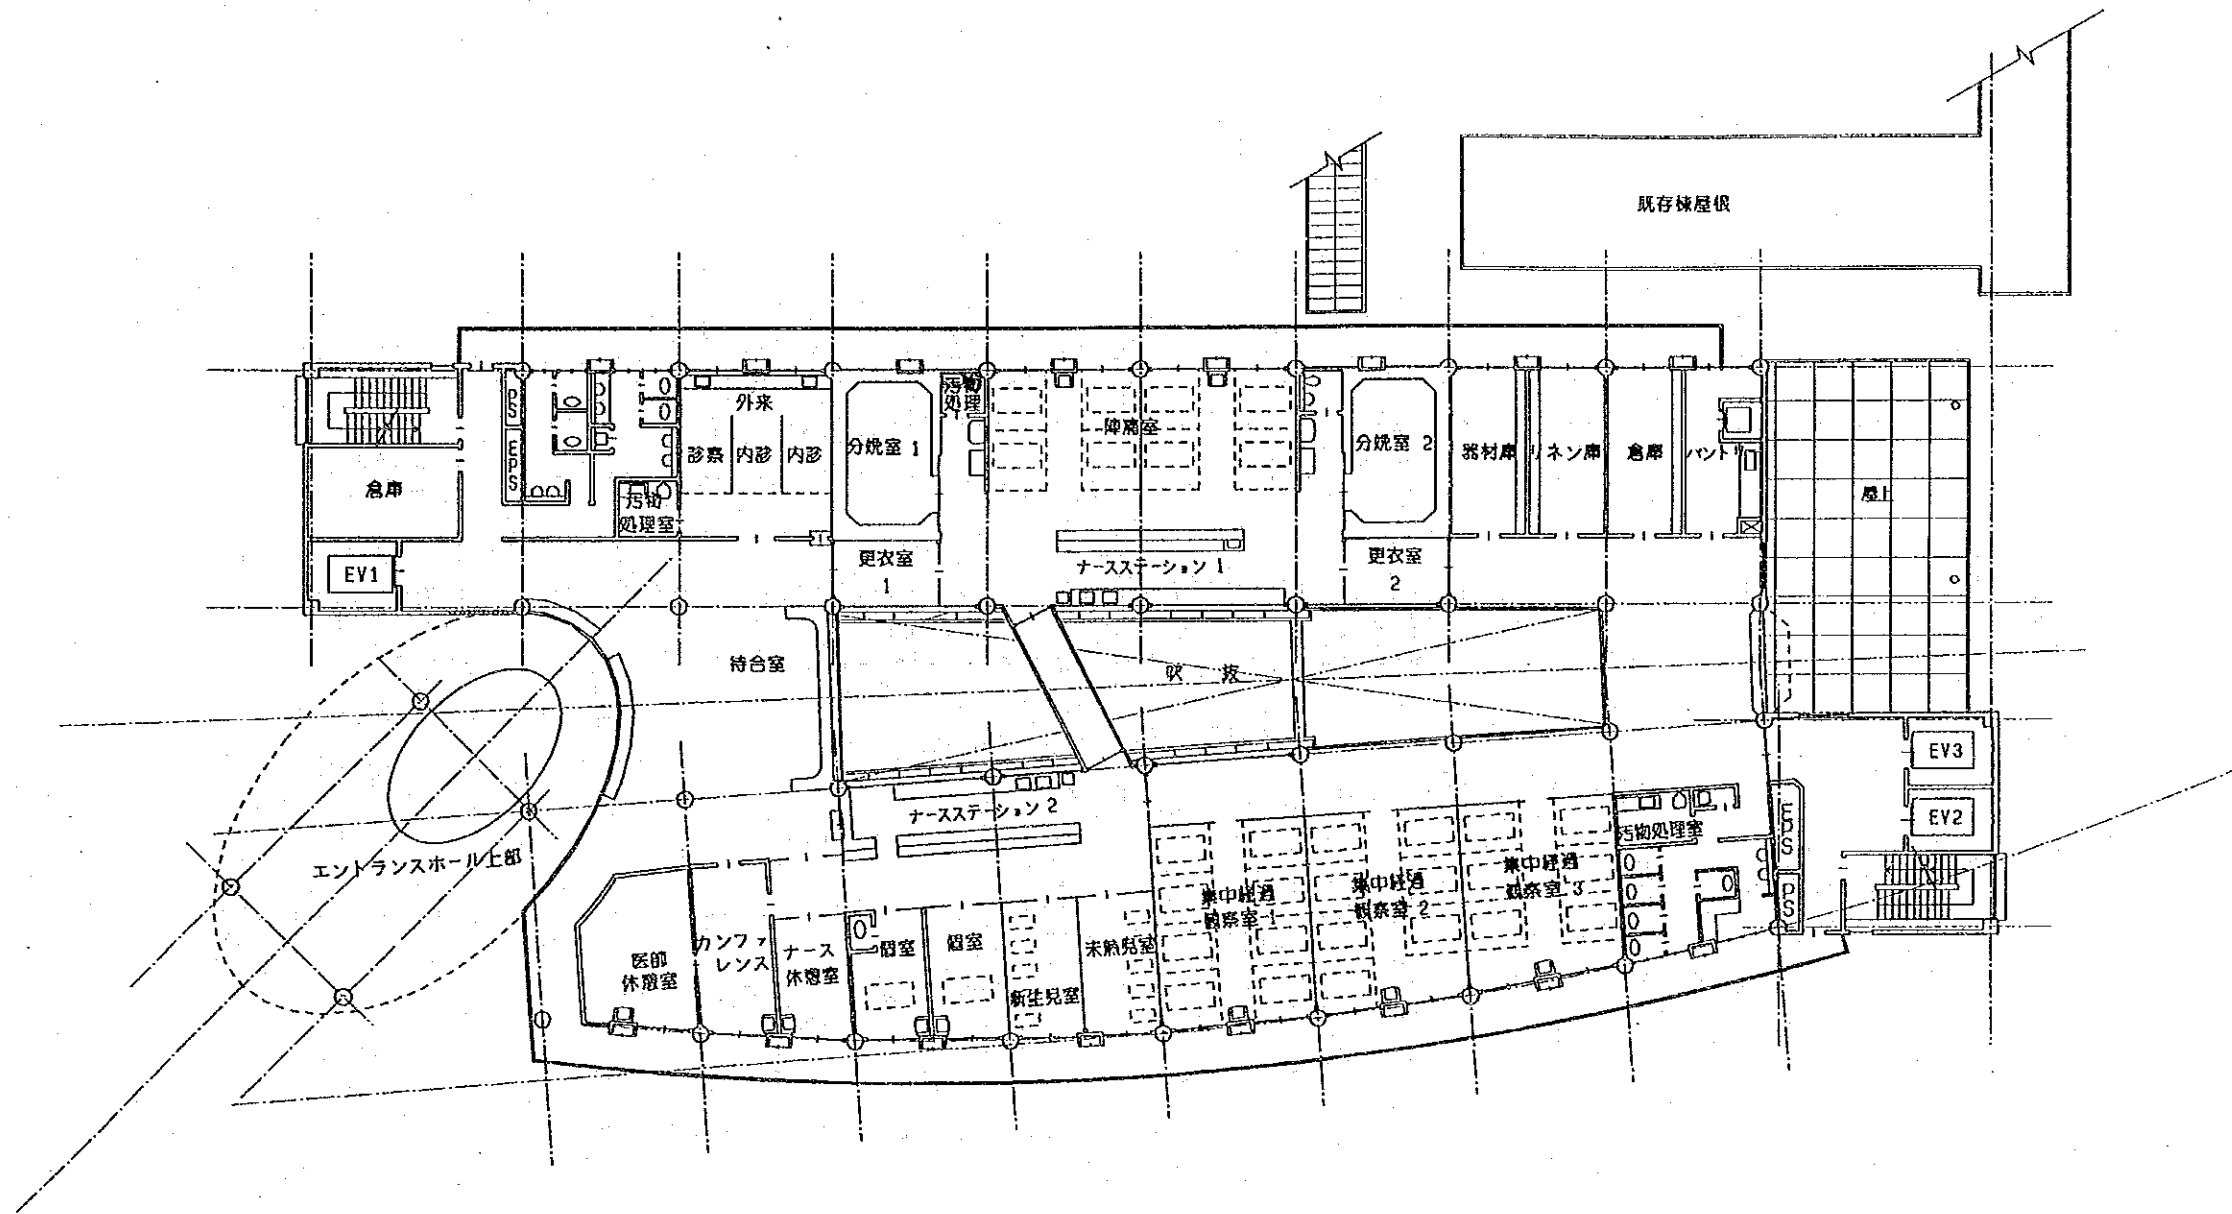 既存棟屋根
PS
EPS
汚物
処理
外来
陣痛室
診察
内診
内診
分娩室 1
分娩室 2
器材庫
リネン庫
倉庫
パントリ
倉庫
汚物
処理室
屋上
EV1
更衣室
1
ナースステーション 1
更衣室
2
待合室
吹 抜
EV3
EV2
ナースステーション 2
汚物処理室
EPS
PS
エントランスホール上部
集中経過
観察室 1
集中経過
観察室 2
集中経過
観察室 3
医師
休憩室
カンファ
レンス
ナース
休憩室
個室
個室
新生児室
未熟児室